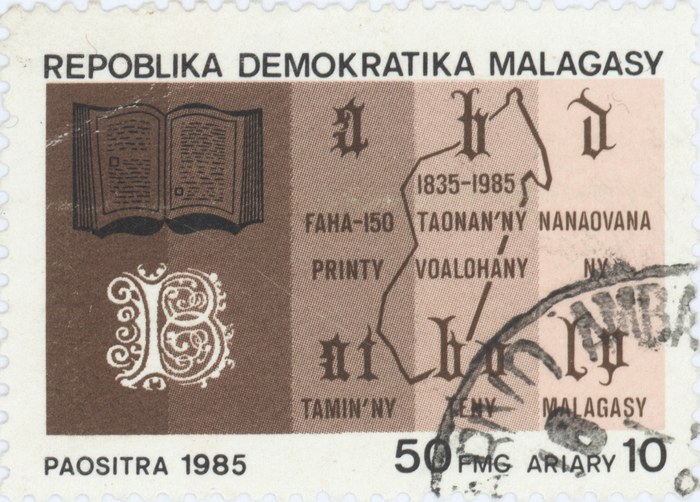 REPOBLIKA DEMOKRATIKA MALAGASY
a b d
1835-1985
FAHA-150 TAONAN'NY NANAOVANA
PRINTY VOALOHANY NY
B
TAMIN'NY TENY MALAGASY
PAOSITRA 1985 50 FMG ARIARY 10